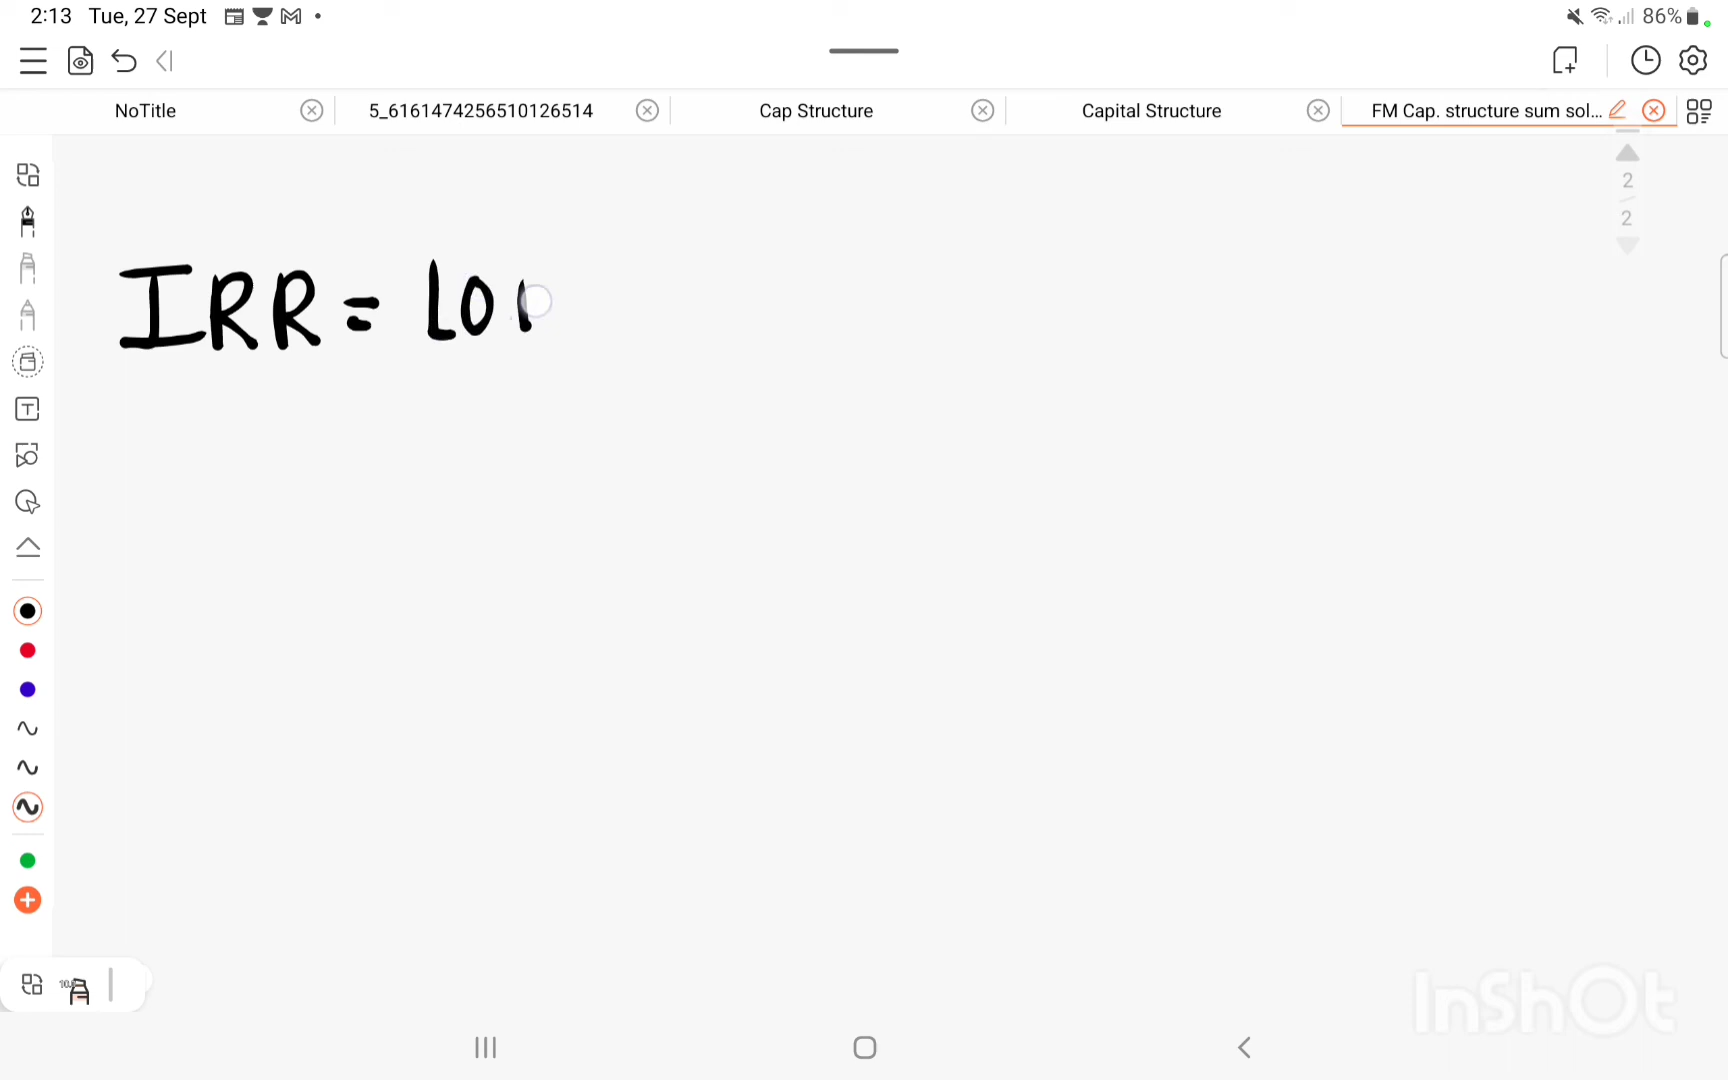 2:13 Tue, 27 Sept 86%
NoTitle 5_6161474256510126514 Cap Structure Capital Structure FM Cap. structure sum sol...
2
2
IRR = LO
InShOt